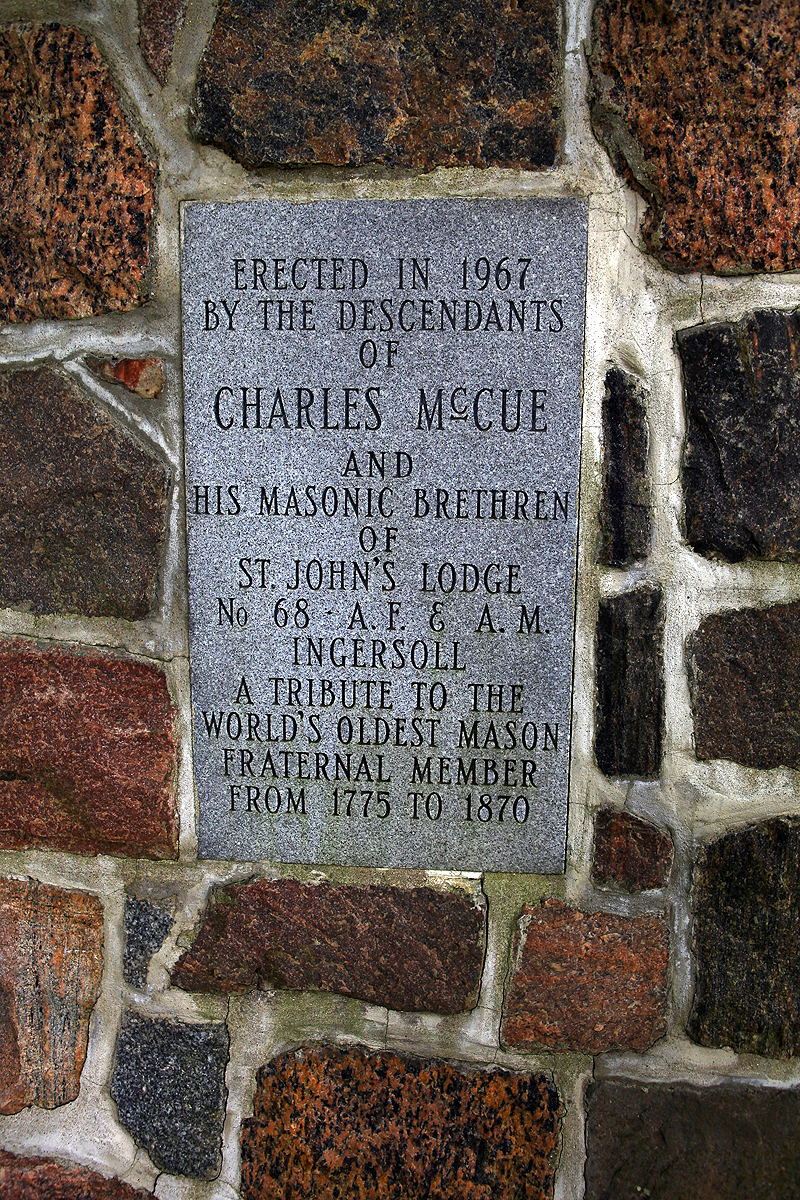 ERECTED IN 1967
BY THE DESCENDANTS
OF
CHARLES McCUE
AND
HIS MASONIC BRETHREN
OF
ST. JOHN'S LODGE
No 68 - A. F. & A. M.
INGERSOLL
A TRIBUTE TO THE
WORLD'S OLDEST MASON
FRATERNAL MEMBER
FROM 1775 TO 1870